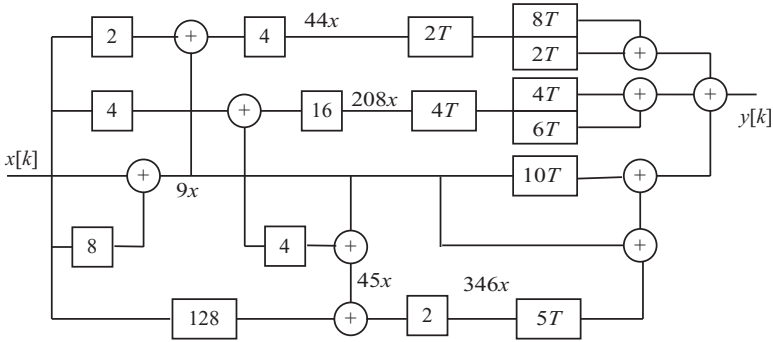 44x
8T
2
+
4
2T
2T
+
4
+
16
208x
4T
4T
6T
+
+
y[k]
x[k]
+
9x
10T
+
8
4
+
+
45x
346x
128
+
2
5T